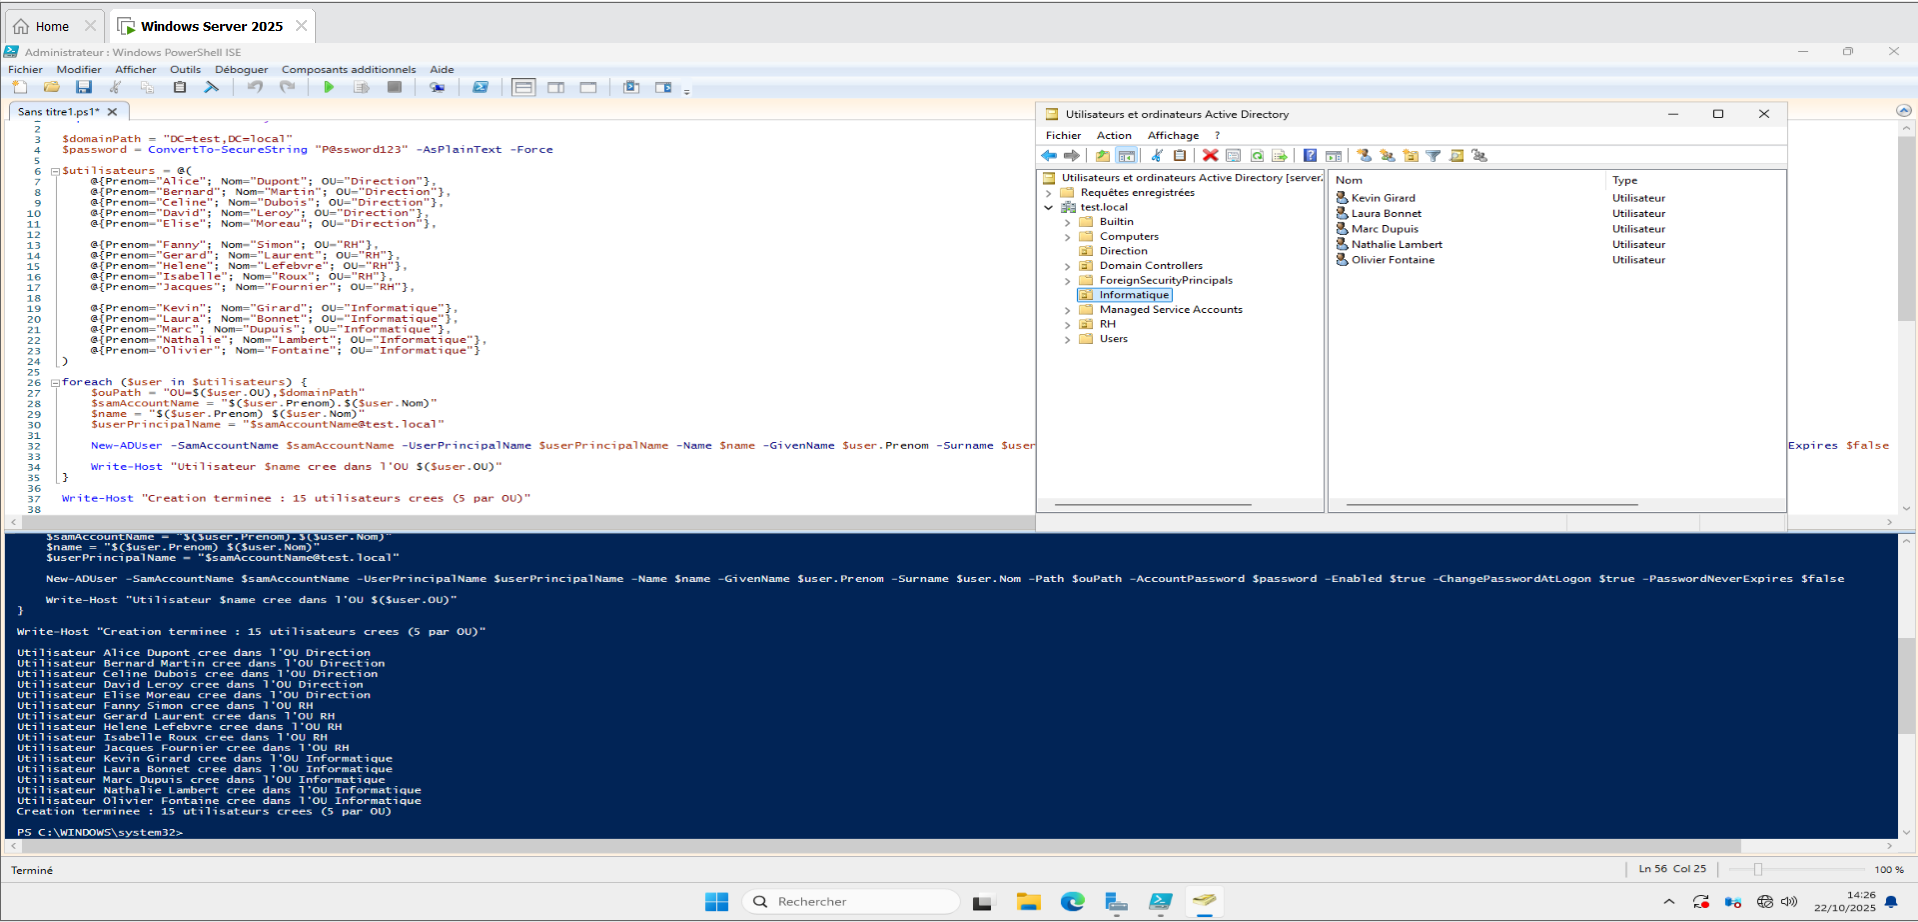 Home
Windows Server 2025
Administrateur : Windows PowerShell ISE
Fichier Modifier Afficher Outils Déboguer Composants additionnels Aide
Sans titre1.ps1*
2
3 $domainPath = "DC=test,DC=local"
4 $password = ConvertTo-SecureString "P@ssword123" -AsPlainText -Force
5
6 $utilisateurs = @(
7 @{Prenom="Alice"; Nom="Dupont"; OU="Direction"},
8 @{Prenom="Bernard"; Nom="Martin"; OU="Direction"},
9 @{Prenom="Celine"; Nom="Dubois"; OU="Direction"},
10 @{Prenom="David"; Nom="Leroy"; OU="Direction"},
11 @{Prenom="Elise"; Nom="Moreau"; OU="Direction"},
12
13 @{Prenom="Fanny"; Nom="Simon"; OU="RH"},
14 @{Prenom="Gerard"; Nom="Laurent"; OU="RH"},
15 @{Prenom="Helene"; Nom="Lefebvre"; OU="RH"},
16 @{Prenom="Isabelle"; Nom="Roux"; OU="RH"},
17 @{Prenom="Jacques"; Nom="Fournier"; OU="RH"},
18
19 @{Prenom="Kevin"; Nom="Girard"; OU="Informatique"},
20 @{Prenom="Laura"; Nom="Bonnet"; OU="Informatique"},
21 @{Prenom="Marc"; Nom="Dupuis"; OU="Informatique"},
22 @{Prenom="Nathalie"; Nom="Lambert"; OU="Informatique"},
23 @{Prenom="Olivier"; Nom="Fontaine"; OU="Informatique"}
24 )
25
26 foreach ($user in $utilisateurs) {
27 $ouPath = "OU=$($user.OU),$domainPath"
28 $samAccountName = "$($user.Prenom).$($user.Nom)"
29 $name = "$($user.Prenom) $($user.Nom)"
30 $userPrincipalName = "$samAccountName@test.local"
31
32 New-ADUser -SamAccountName $samAccountName -UserPrincipalName $userPrincipalName -Name $name -GivenName $user.Prenom -Surname $user
Expires $false
33
34 Write-Host "Utilisateur $name cree dans l'OU $($user.OU)"
35 }
36
37 Write-Host "Creation terminee : 15 utilisateurs crees (5 par OU)"
38
Utilisateurs et ordinateurs Active Directory
Fichier Action Affichage ?
Utilisateurs et ordinateurs Active Directory [server.
Requêtes enregistrées
test.local
Builtin
Computers
Direction
Domain Controllers
ForeignSecurityPrincipals
Informatique
Managed Service Accounts
RH
Users
Nom Type
Kevin Girard Utilisateur
Laura Bonnet Utilisateur
Marc Dupuis Utilisateur
Nathalie Lambert Utilisateur
Olivier Fontaine Utilisateur
$samAccountName = "$($user.Prenom).$($user.Nom)"
$name = "$($user.Prenom) $($user.Nom)"
$userPrincipalName = "$samAccountName@test.local"
New-ADUser -SamAccountName $samAccountName -UserPrincipalName $userPrincipalName -Name $name -GivenName $user.Prenom -Surname $user.Nom -Path $ouPath -AccountPassword $password -Enabled $true -ChangePasswordAtLogon $true -PasswordNeverExpires $false
Write-Host "Utilisateur $name cree dans l'OU $($user.OU)"
}
Write-Host "Creation terminee : 15 utilisateurs crees (5 par OU)"
Utilisateur Alice Dupont cree dans l'OU Direction
Utilisateur Bernard Martin cree dans l'OU Direction
Utilisateur Celine Dubois cree dans l'OU Direction
Utilisateur David Leroy cree dans l'OU Direction
Utilisateur Elise Moreau cree dans l'OU Direction
Utilisateur Fanny Simon cree dans l'OU RH
Utilisateur Gerard Laurent cree dans l'OU RH
Utilisateur Helene Lefebvre cree dans l'OU RH
Utilisateur Isabelle Roux cree dans l'OU RH
Utilisateur Jacques Fournier cree dans l'OU RH
Utilisateur Kevin Girard cree dans l'OU Informatique
Utilisateur Laura Bonnet cree dans l'OU Informatique
Utilisateur Marc Dupuis cree dans l'OU Informatique
Utilisateur Nathalie Lambert cree dans l'OU Informatique
Utilisateur Olivier Fontaine cree dans l'OU Informatique
Creation terminee : 15 utilisateurs crees (5 par OU)
PS C:\WINDOWS\system32>
Terminé
Ln 56 Col 25
100 %
Rechercher
14:26
22/10/2025